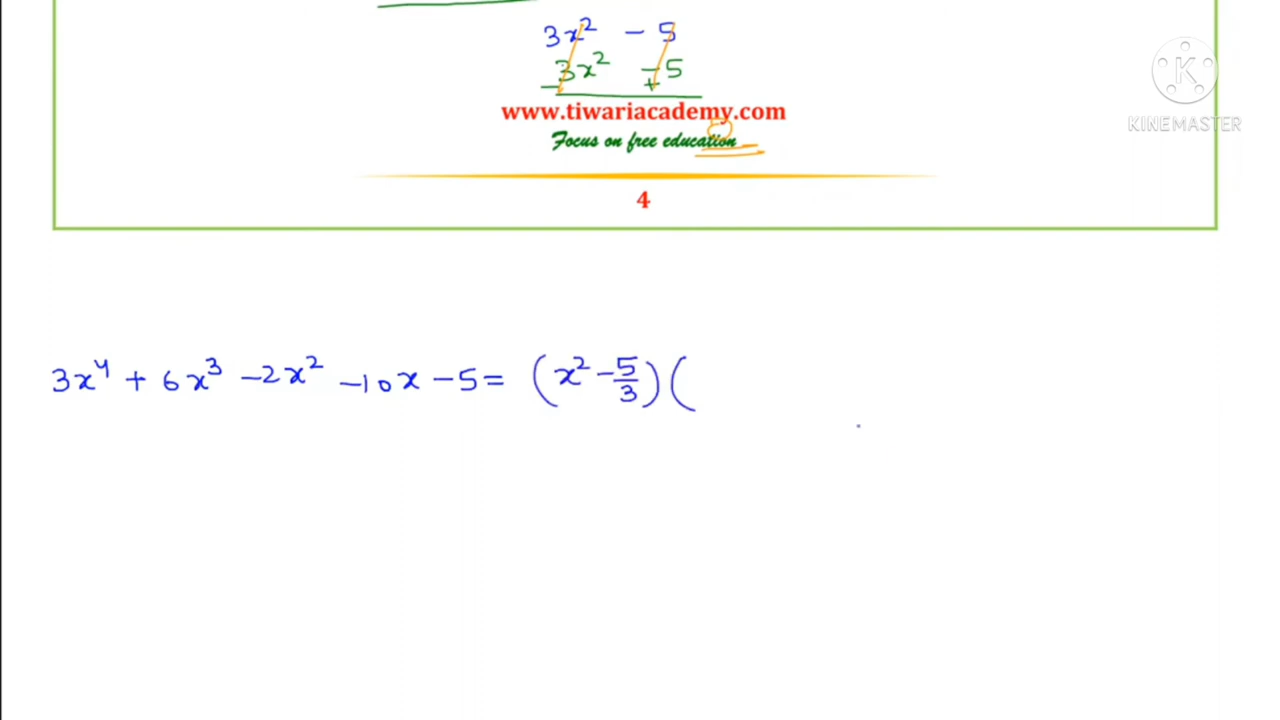 3x² - 5
3x² - 5
- +
www.tiwariacademy.com
0
Focus on free education
4
K
KINEMASTER
3x⁴ + 6x³ -2x² -10x -5 = (x² - 5/3) (